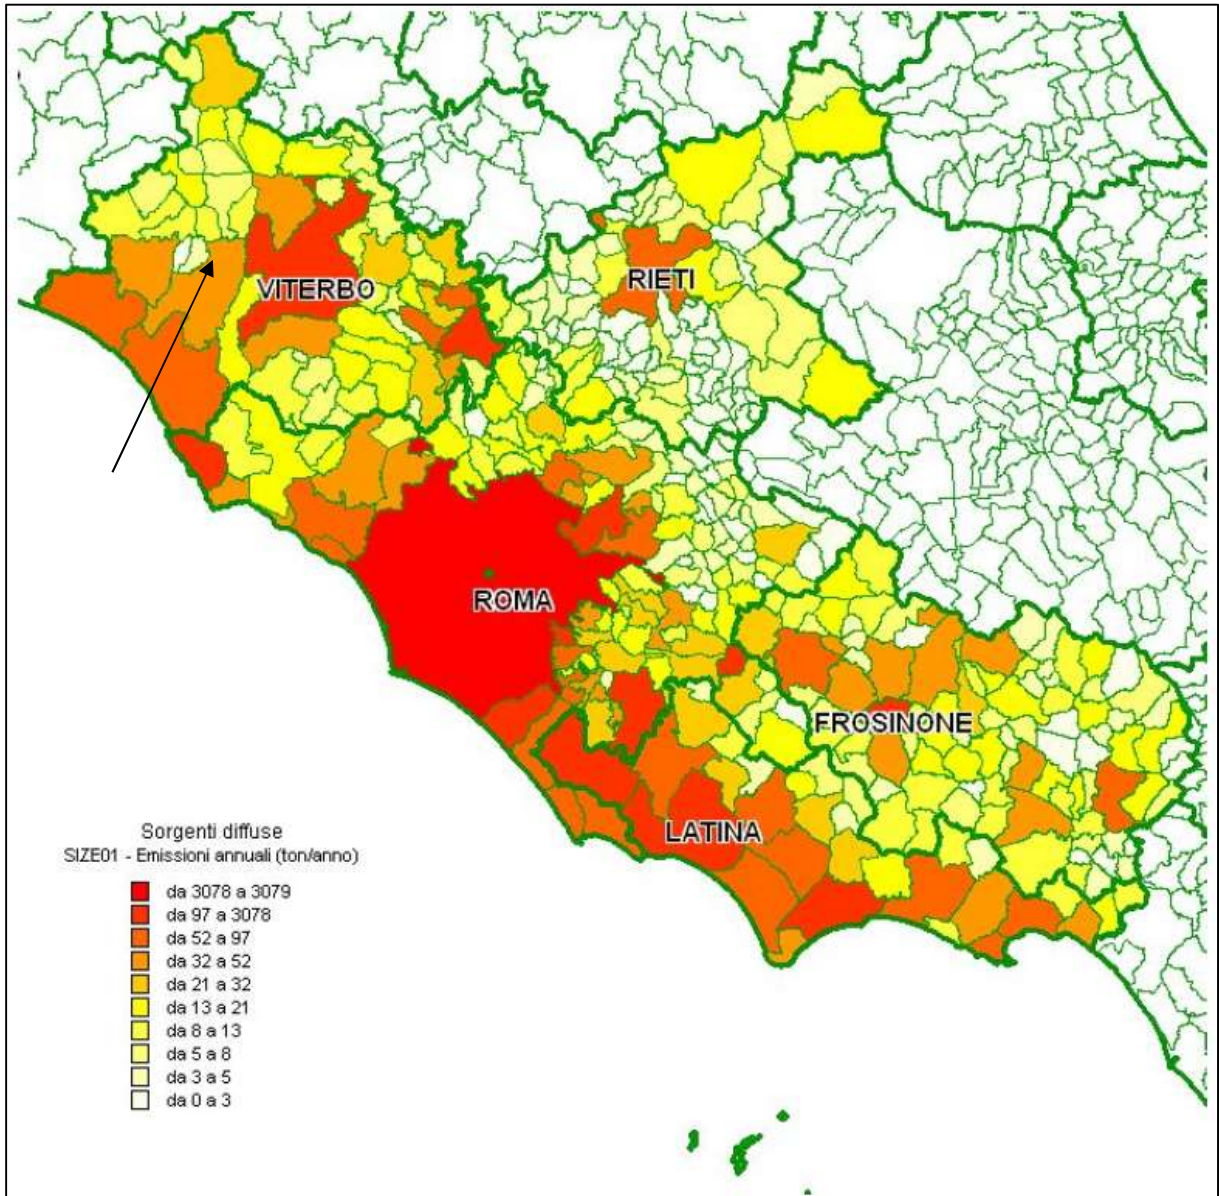 VITERBO
RIETI
ROMA
FROSINONE
LATINA
Sorgenti diffuse
SIZE01 - Emissioni annuali (ton/anno)
da 3078 a 3079
da 97 a 3078
da 52 a 97
da 32 a 52
da 21 a 32
da 13 a 21
da 8 a 13
da 5 a 8
da 3 a 5
da 0 a 3